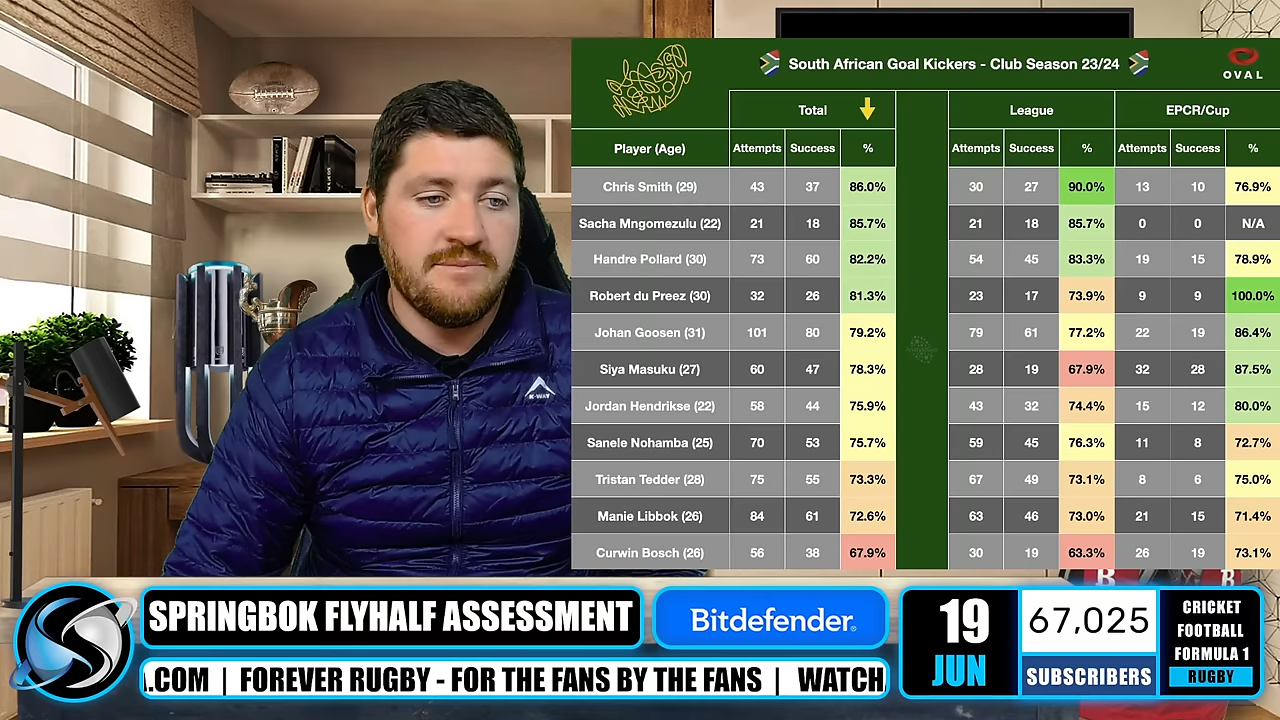 South African Goal Kickers - Club Season 23/24
OVAL
Total League EPCR/Cup
Player (Age) Attempts Success % Attempts Success % Attempts Success %
Chris Smith (29) 43 37 86.0% 30 27 90.0% 13 10 76.9%
Sacha Mngomezulu (22) 21 18 85.7% 21 18 85.7% 0 0 N/A
Handre Pollard (30) 73 60 82.2% 54 45 83.3% 19 15 78.9%
Robert du Preez (30) 32 26 81.3% 23 17 73.9% 9 9 100.0%
Johan Goosen (31) 101 80 79.2% 79 61 77.2% 22 19 86.4%
Siya Masuku (27) 60 47 78.3% 28 19 67.9% 32 28 87.5%
Jordan Hendrikse (22) 58 44 75.9% 43 32 74.4% 15 12 80.0%
Sanele Nohamba (25) 70 53 75.7% 59 45 76.3% 11 8 72.7%
Tristan Tedder (28) 75 55 73.3% 67 49 73.1% 8 6 75.0%
Manie Libbok (26) 84 61 72.6% 63 46 73.0% 21 15 71.4%
Curwin Bosch (26) 56 38 67.9% 30 19 63.3% 26 19 73.1%
K-WAY
SPRINGBOK FLYHALF ASSESSMENT
.COM | FOREVER RUGBY - FOR THE FANS BY THE FANS | WATCH
Bitdefender®
19
JUN
67,025
SUBSCRIBERS
CRICKET
FOOTBALL
FORMULA 1
RUGBY